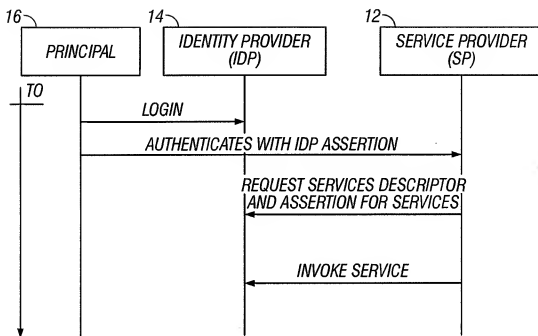 16
14
12
PRINCIPAL
IDENTITY PROVIDER
(IDP)
SERVICE PROVIDER
(SP)
TO
LOGIN
AUTHENTICATES WITH IDP ASSERTION
REQUEST SERVICES DESCRIPTOR
AND ASSERTION FOR SERVICES
INVOKE SERVICE